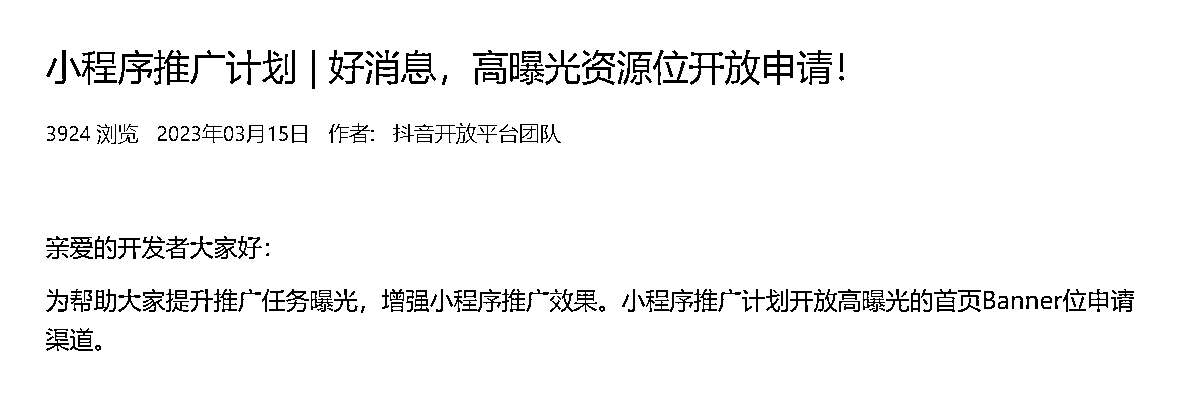 小程序推广计划 | 好消息，高曝光资源位开放申请！
3924 浏览 2023年03月15日 作者： 抖音开放平台团队
亲爱的开发者大家好：
为帮助大家提升推广任务曝光，增强小程序推广效果。小程序推广计划开放高曝光的首页Banner位申请
渠道。